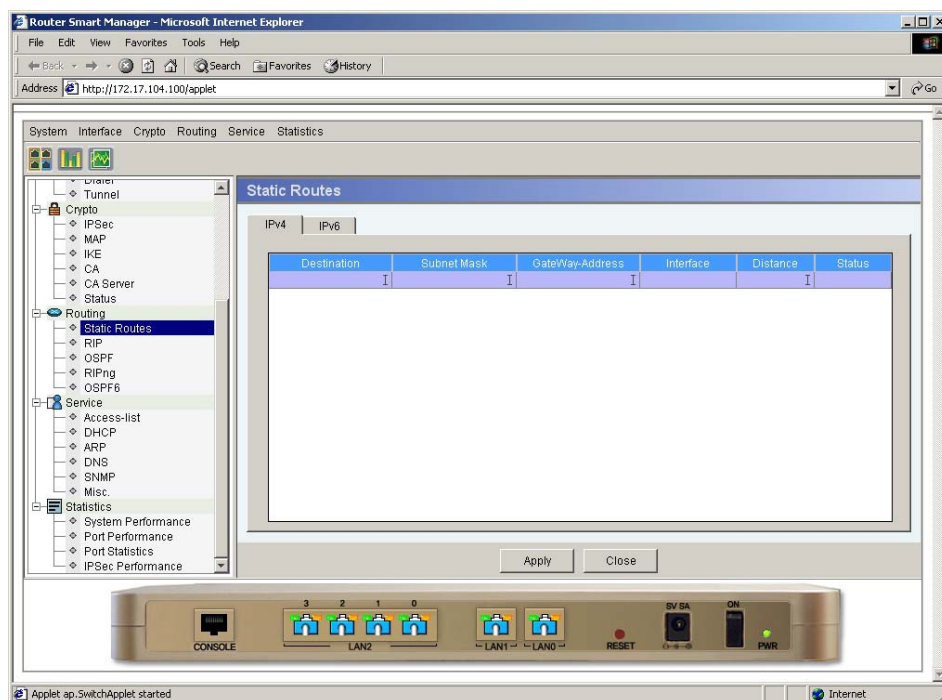 Router Smart Manager - Microsoft Internet Explorer
File Edit View Favorites Tools Help
Back Search Favorites History
Address http://172.17.104.100/applet Go
System Interface Crypto Routing Service Statistics
Dialer
Tunnel
Crypto
IPSec
MAP
IKE
CA
CA Server
Status
Routing
Static Routes
RIP
OSPF
RIPng
OSPF6
Service
Access-list
DHCP
ARP
DNS
SNMP
Misc.
Statistics
System Performance
Port Performance
Port Statistics
IPSec Performance
Static Routes
IPv4 IPv6
Destination Subnet Mask GateWay-Address Interface Distance Status
Apply Close
3 2 1 0 5V 5A ON
CONSOLE LAN2 LAN1 LAN0 RESET PWR
Applet ap.SwitchApplet started Internet